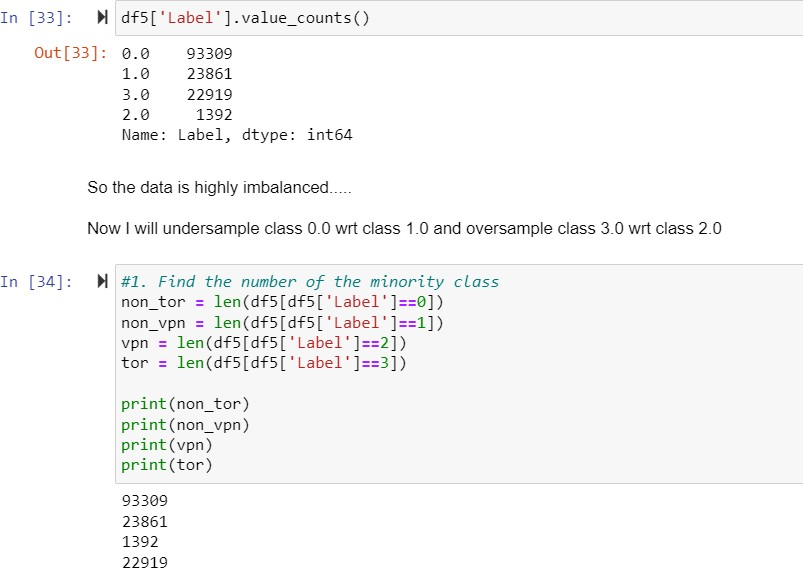 In [33]: df5['Label'].value_counts()
Out[33]: 0.0    93309
1.0    23861
3.0    22919
2.0     1392
Name: Label, dtype: int64
So the data is highly imbalanced.....
Now I will undersample class 0.0 wrt class 1.0 and oversample class 3.0 wrt class 2.0
In [34]: #1. Find the number of the minority class
non_tor = len(df5[df5['Label']==0])
non_vpn = len(df5[df5['Label']==1])
vpn = len(df5[df5['Label']==2])
tor = len(df5[df5['Label']==3])
print(non_tor)
print(non_vpn)
print(vpn)
print(tor)
93309
23861
1392
22919